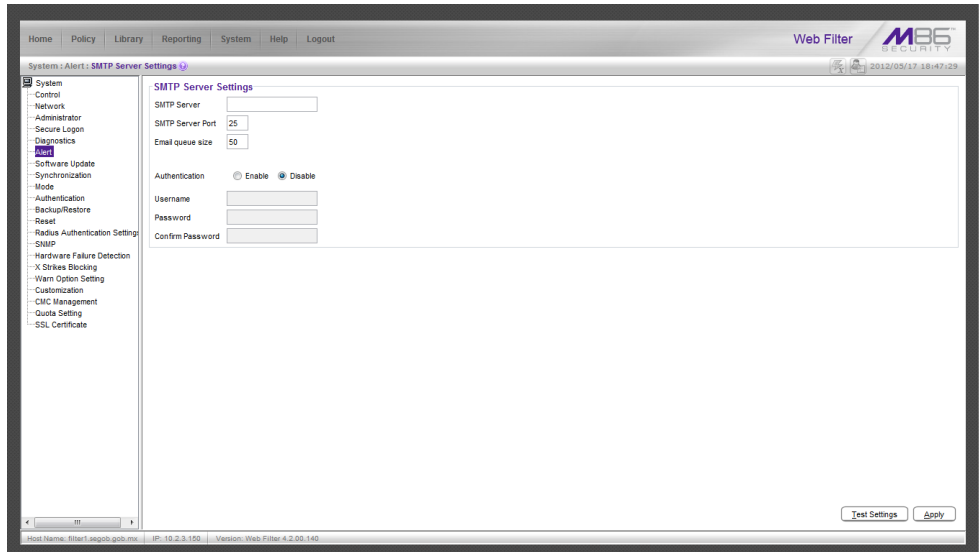 Home Policy Library Reporting System Help Logout
Web Filter
M86 SECURITY
System : Alert : SMTP Server Settings
2012/05/17 18:47:29
System
Control
Network
Administrator
Secure Logon
Diagnostics
Alert
Software Update
Synchronization
Mode
Authentication
Backup/Restore
Reset
Radius Authentication Settings
SNMP
Hardware Failure Detection
X Strikes Blocking
Warn Option Setting
Customization
CMC Management
Quota Setting
SSL Certificate
SMTP Server Settings
SMTP Server
SMTP Server Port 25
Email queue size 50
Authentication Enable Disable
Username
Password
Confirm Password
Test Settings Apply
Host Name: filter1.segob.gob.mx IP: 10.2.3.150 Version: Web Filter 4.2.00.140